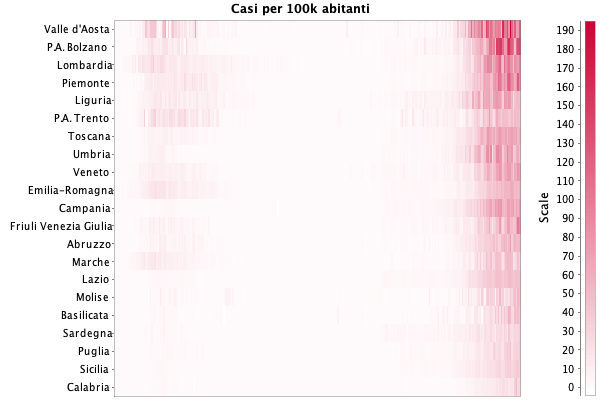 Casi per 100k abitanti
Valle d'Aosta
P.A. Bolzano
Lombardia
Piemonte
Liguria
P.A. Trento
Toscana
Umbria
Veneto
Emilia-Romagna
Campania
Friuli Venezia Giulia
Abruzzo
Marche
Lazio
Molise
Basilicata
Sardegna
Puglia
Sicilia
Calabria
Scale
190
180
170
160
150
140
130
120
110
100
90
80
70
60
50
40
30
20
10
0